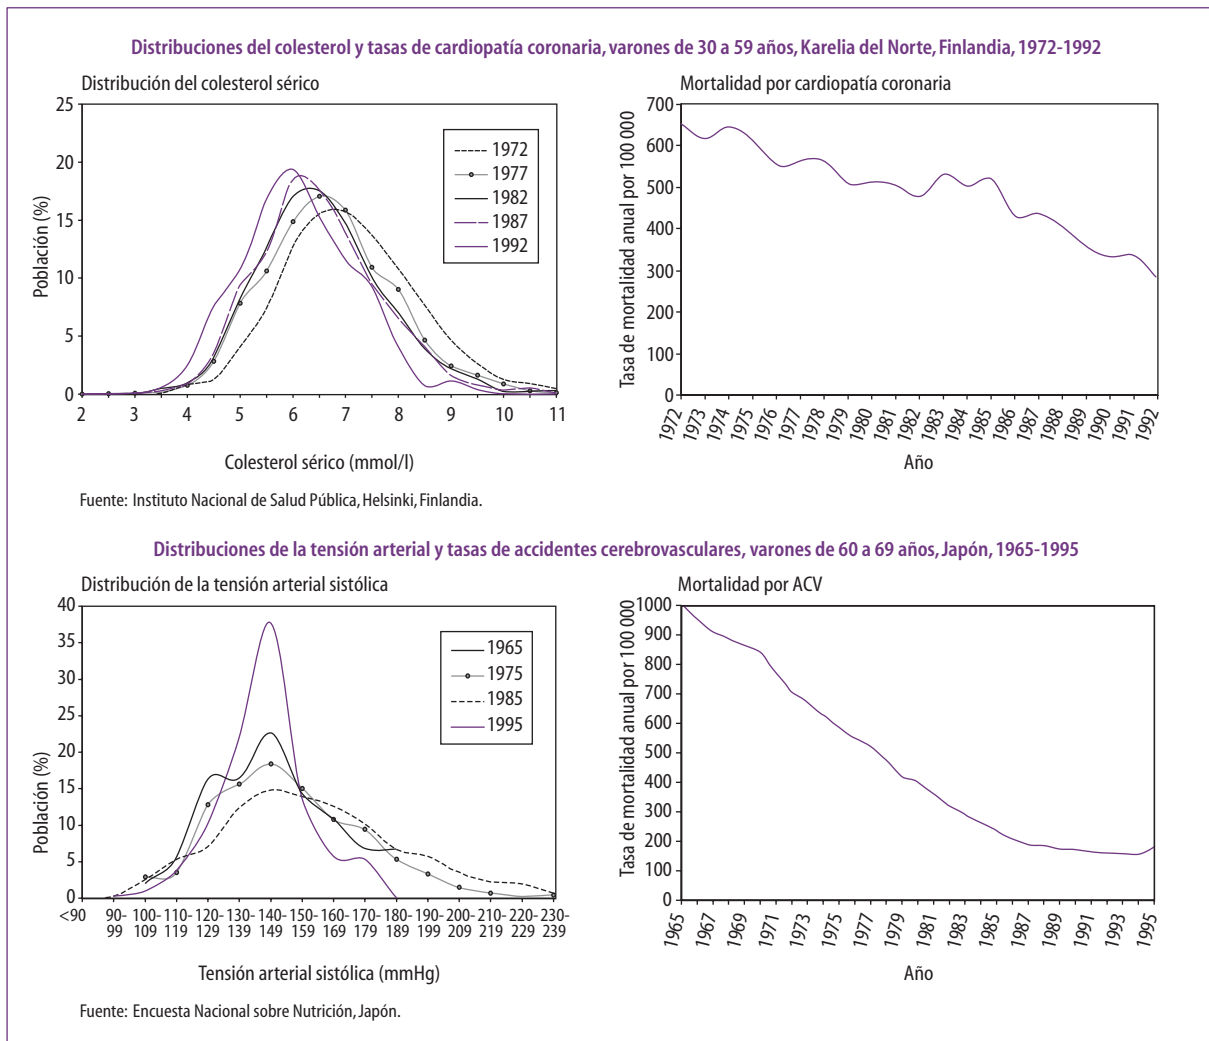 Distribuciones del colesterol y tasas de cardiopatía coronaria, varones de 30 a 59 años, Karelia del Norte, Finlandia, 1972-1992
Distribución del colesterol sérico
25
20
15
10
5
0
Población (%)
1972
1977
1982
1987
1992
2 3 4 5 6 7 8 9 10 11
Colesterol sérico (mmol/l)
Mortalidad por cardiopatía coronaria
700
600
500
400
300
200
100
0
Tasa de mortalidad anual por 100 000
1972 1973 1974 1975 1976 1977 1978 1979 1980 1981 1982 1983 1984 1985 1986 1987 1988 1989 1990 1991 1992
Año
Fuente: Instituto Nacional de Salud Pública, Helsinki, Finlandia.
Distribuciones de la tensión arterial y tasas de accidentes cerebrovasculares, varones de 60 a 69 años, Japón, 1965-1995
Distribución de la tensión arterial sistólica
40
35
30
25
20
15
10
5
0
Población (%)
1965
1975
1985
1995
<90 90- 100- 110- 120- 130- 140- 150- 160- 170- 180- 190- 200- 210- 220- 230-
99 109 119 129 139 149 159 169 179 189 199 209 219 229 239
Tensión arterial sistólica (mmHg)
Mortalidad por ACV
1000
900
800
700
600
500
400
300
200
100
0
Tasa de mortalidad anual por 100 000
1965 1967 1969 1971 1973 1975 1977 1979 1981 1983 1985 1987 1989 1991 1993 1995
Año
Fuente: Encuesta Nacional sobre Nutrición, Japón.